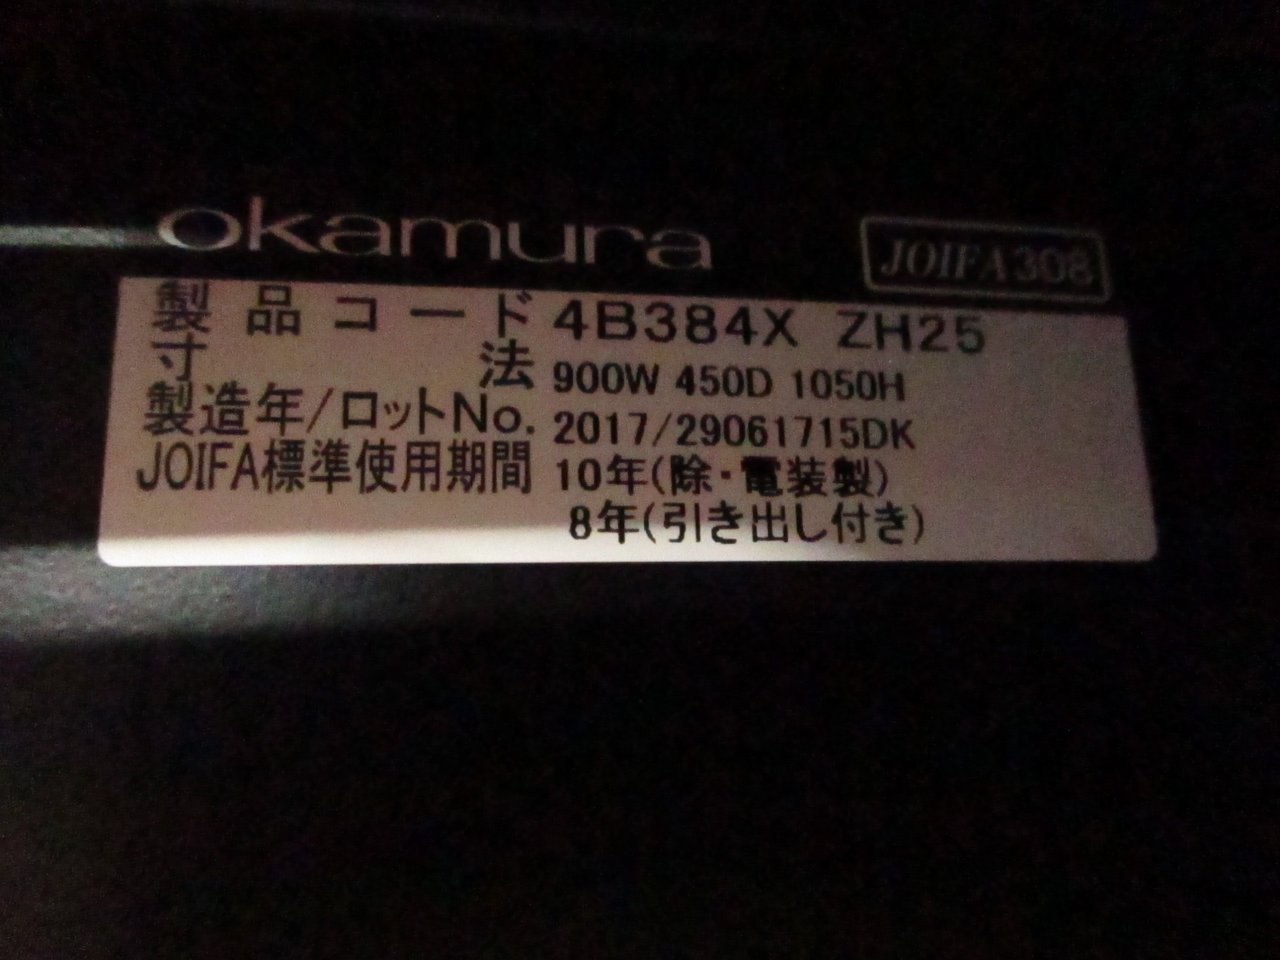 okamura
JOIFA308
製品コード 4B384X ZH25
寸法 900W 450D 1050H
製造年/ロットNo. 2017/29061715DK
JOIFA標準使用期間 10年(除・電装製)
8年(引き出し付き)